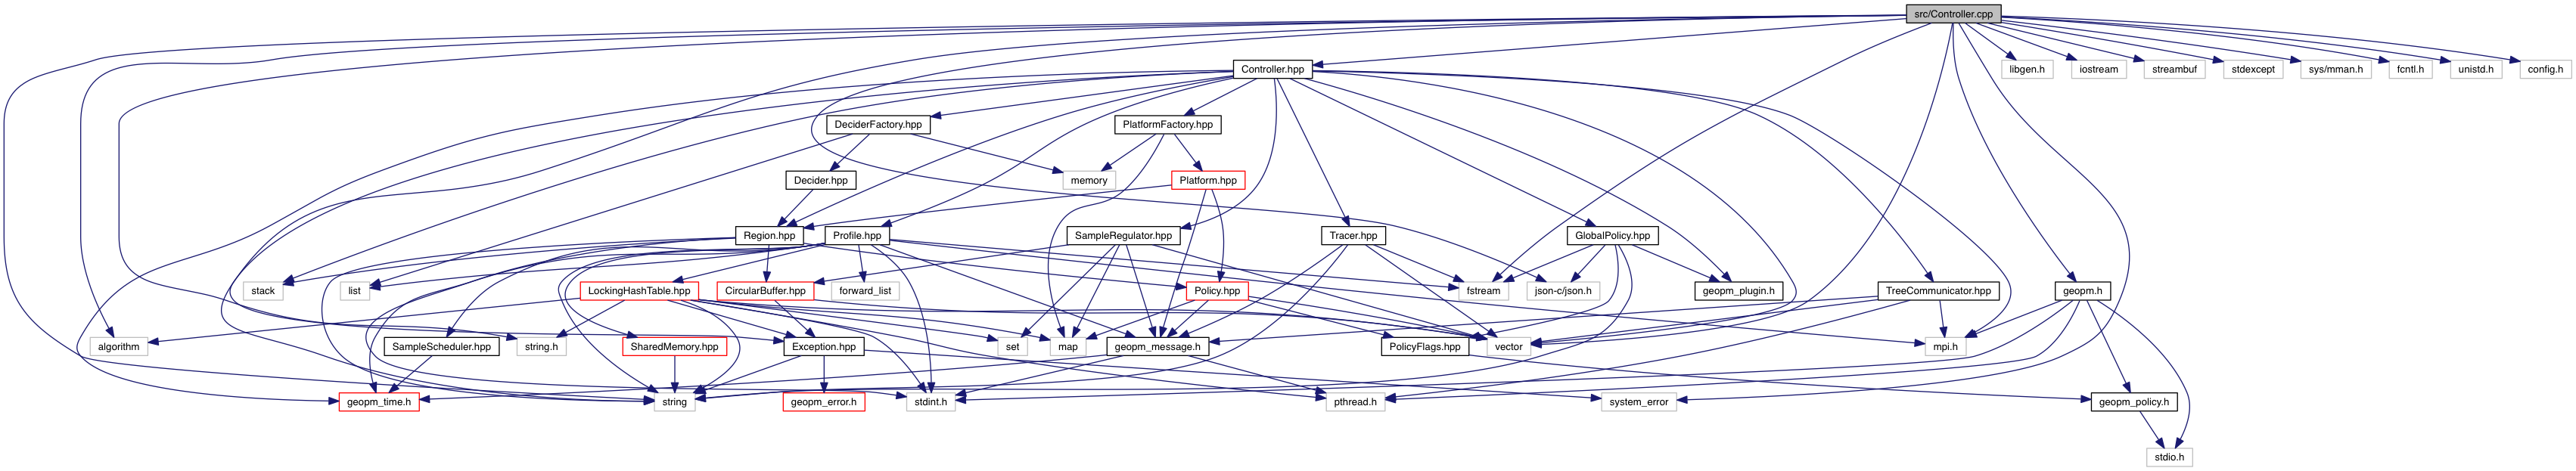 src/Controller.cpp
Controller.hpp
libgen.h
iostream
streambuf
stdexcept
sys/mman.h
fcntl.h
unistd.h
config.h
DeciderFactory.hpp
PlatformFactory.hpp
Decider.hpp
memory
Platform.hpp
Region.hpp
Profile.hpp
SampleRegulator.hpp
Tracer.hpp
GlobalPolicy.hpp
stack
list
LockingHashTable.hpp
CircularBuffer.hpp
forward_list
Policy.hpp
fstream
json-c/json.h
geopm_plugin.h
TreeCommunicator.hpp
geopm.h
algorithm
SampleScheduler.hpp
string.h
SharedMemory.hpp
Exception.hpp
set
map
geopm_message.h
PolicyFlags.hpp
vector
mpi.h
geopm_time.h
string
geopm_error.h
stdint.h
pthread.h
system_error
geopm_policy.h
stdio.h